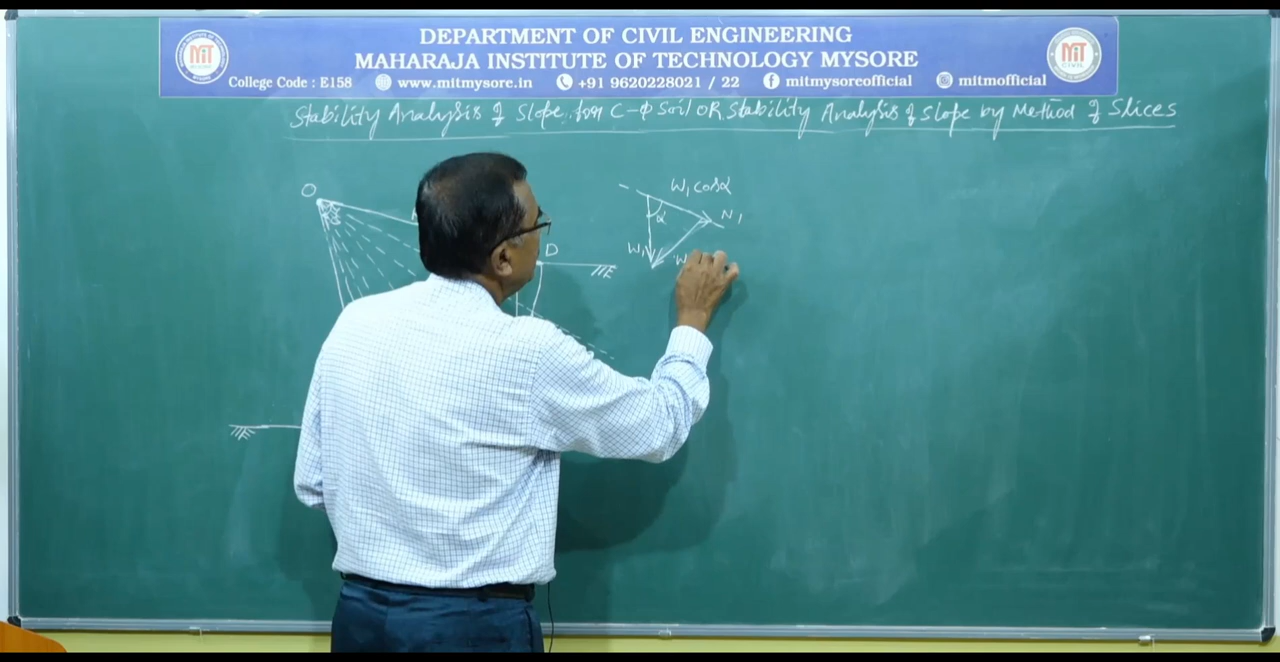 DEPARTMENT OF CIVIL ENGINEERING
MAHARAJA INSTITUTE OF TECHNOLOGY MYSORE
College Code : E158 www.mitmysore.in +91 9620228021 / 22 mitmysoreofficial mitmofficial
MiT
MiT
Stability Analysis of Slope for C-Φ Soil OR Stability Analysis of Slope by Method of Slices
O
W₁ cosα
α
N₁
W₁
W
D